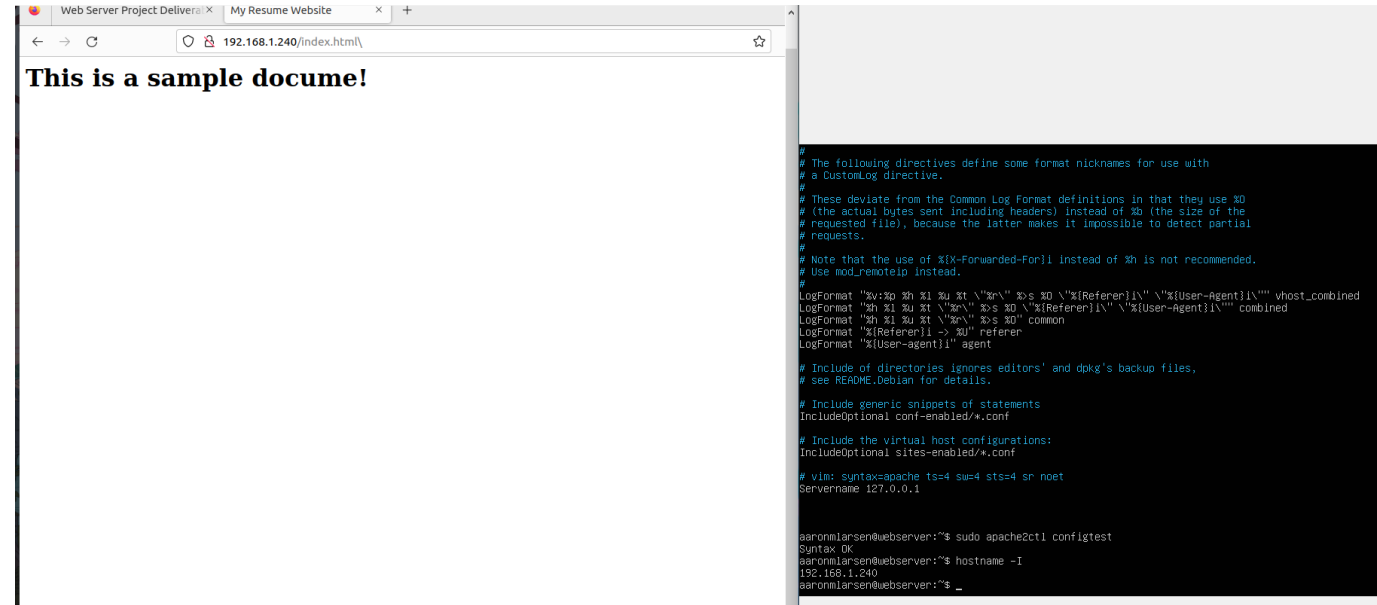 Web Server Project Delivera
My Resume Website
192.168.1.240/index.html\
This is a sample docume!
#
# The following directives define some format nicknames for use with
# a CustomLog directive.
#
# These deviate from the Common Log Format definitions in that they use %O
# (the actual bytes sent including headers) instead of %b (the size of the
# requested file), because the latter makes it impossible to detect partial
# requests.
#
# Note that the use of %{X-Forwarded-For}i instead of %h is not recommended.
# Use mod_remoteip instead.
#
LogFormat "%v:%p %h %l %u %t \"%r\" %>s %O \"%{Referer}i\" \"%{User-Agent}i\"" vhost_combined
LogFormat "%h %l %u %t \"%r\" %>s %O \"%{Referer}i\" \"%{User-Agent}i\"" combined
LogFormat "%h %l %u %t \"%r\" %>s %O" common
LogFormat "%{Referer}i -> %U" referer
LogFormat "%{User-agent}i" agent
# Include of directories ignores editors' and dpkg's backup files,
# see README.Debian for details.
# Include generic snippets of statements
IncludeOptional conf-enabled/*.conf
# Include the virtual host configurations:
IncludeOptional sites-enabled/*.conf
# vim: syntax=apache ts=4 sw=4 sts=4 sr noet
Servername 127.0.0.1
aaronmlarsen@webserver:~$ sudo apache2ctl configtest
Syntax OK
aaronmlarsen@webserver:~$ hostname -I
192.168.1.240
aaronmlarsen@webserver:~$ _